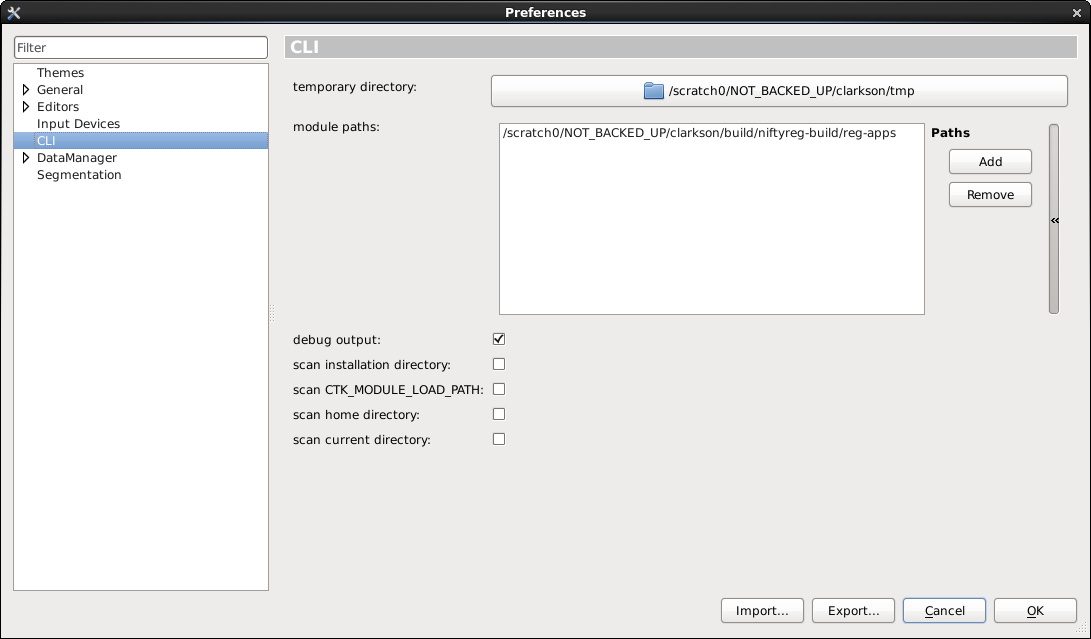 Preferences
Filter
Themes
General
Editors
Input Devices
CLI
DataManager
Segmentation
CLI
temporary directory:
/scratch0/NOT_BACKED_UP/clarkson/tmp
module paths:
/scratch0/NOT_BACKED_UP/clarkson/build/niftyreg-build/reg-apps
Paths
Add
Remove
«
debug output:
scan installation directory:
scan CTK_MODULE_LOAD_PATH:
scan home directory:
scan current directory:
Import...
Export...
Cancel
OK